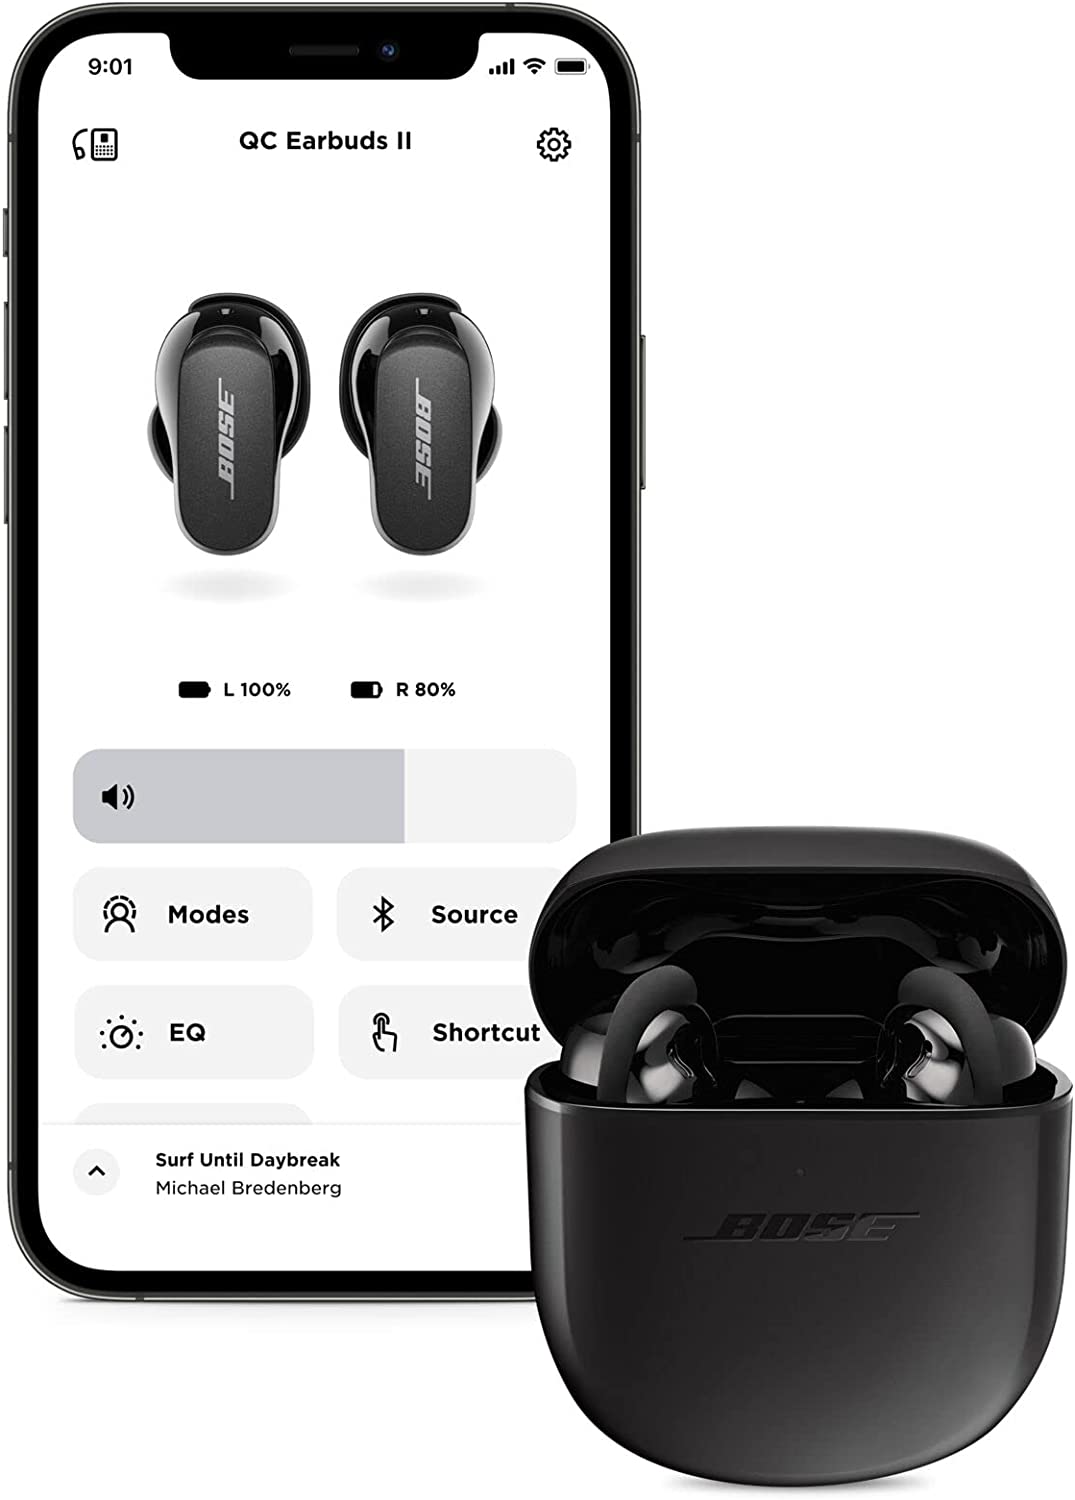 9:01
QC Earbuds II
BOSE
BOSE
L 100%
R 80%
Modes
Source
EQ
Shortcut
Surf Until Daybreak
Michael Bredenberg
BOSE